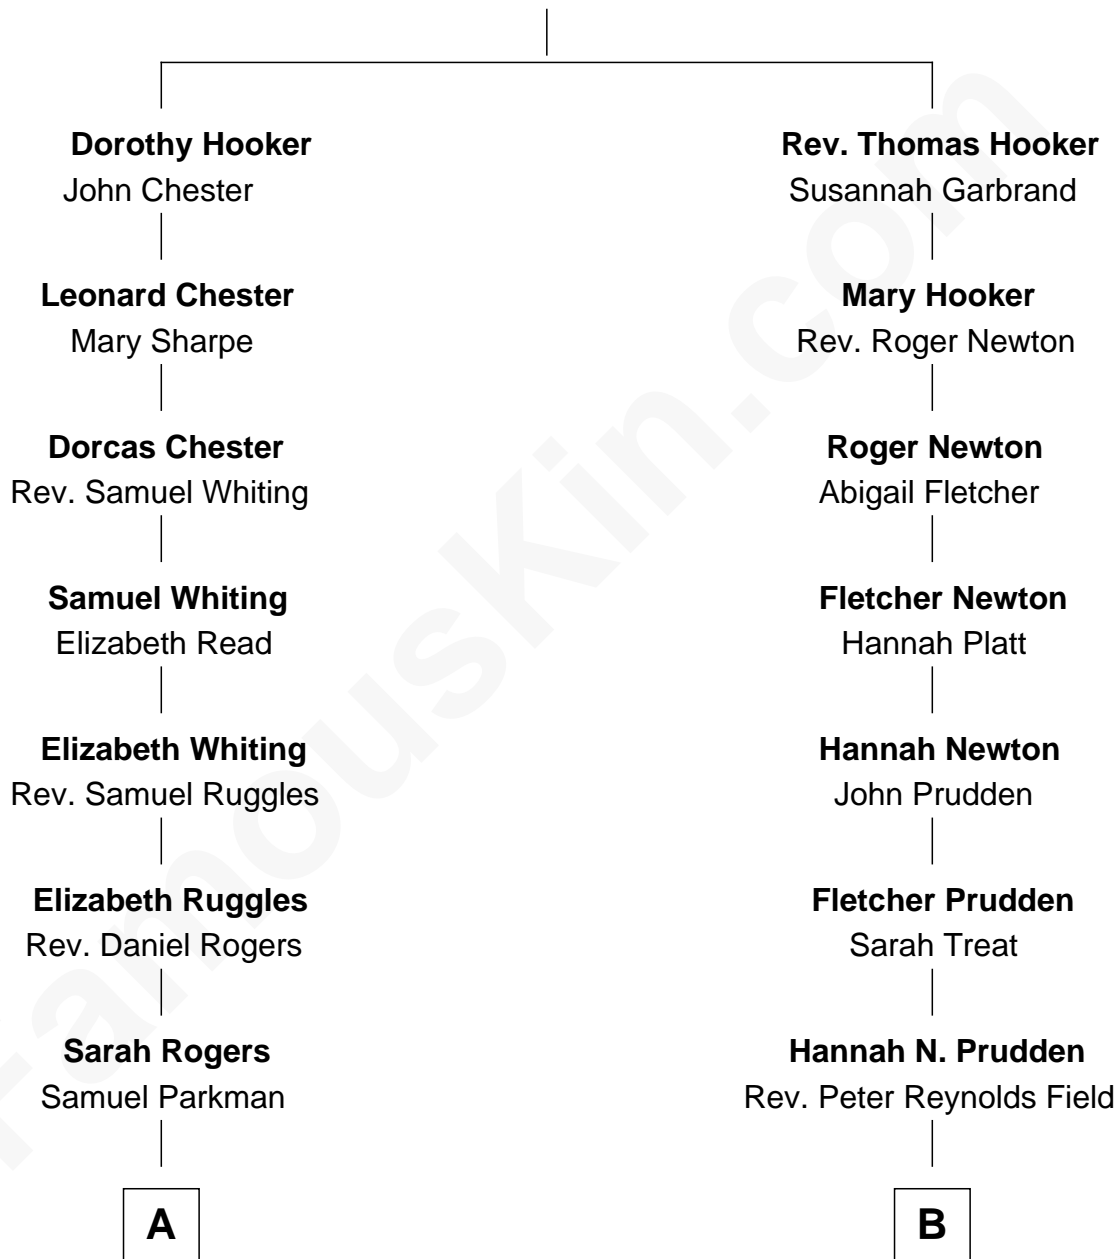 Dorothy Hooker
John Chester
Leonard Chester
Mary Sharpe
Dorcas Chester
Rev. Samuel Whiting
Samuel Whiting
Elizabeth Read
Elizabeth Whiting
Rev. Samuel Ruggles
Elizabeth Ruggles
Rev. Daniel Rogers
Sarah Rogers
Samuel Parkman
A
Rev. Thomas Hooker
Susannah Garbrand
Mary Hooker
Rev. Roger Newton
Roger Newton
Abigail Fletcher
Fletcher Newton
Hannah Platt
Hannah Newton
John Prudden
Fletcher Prudden
Sarah Treat
Hannah N. Prudden
Rev. Peter Reynolds Field
B
FamousKin.com